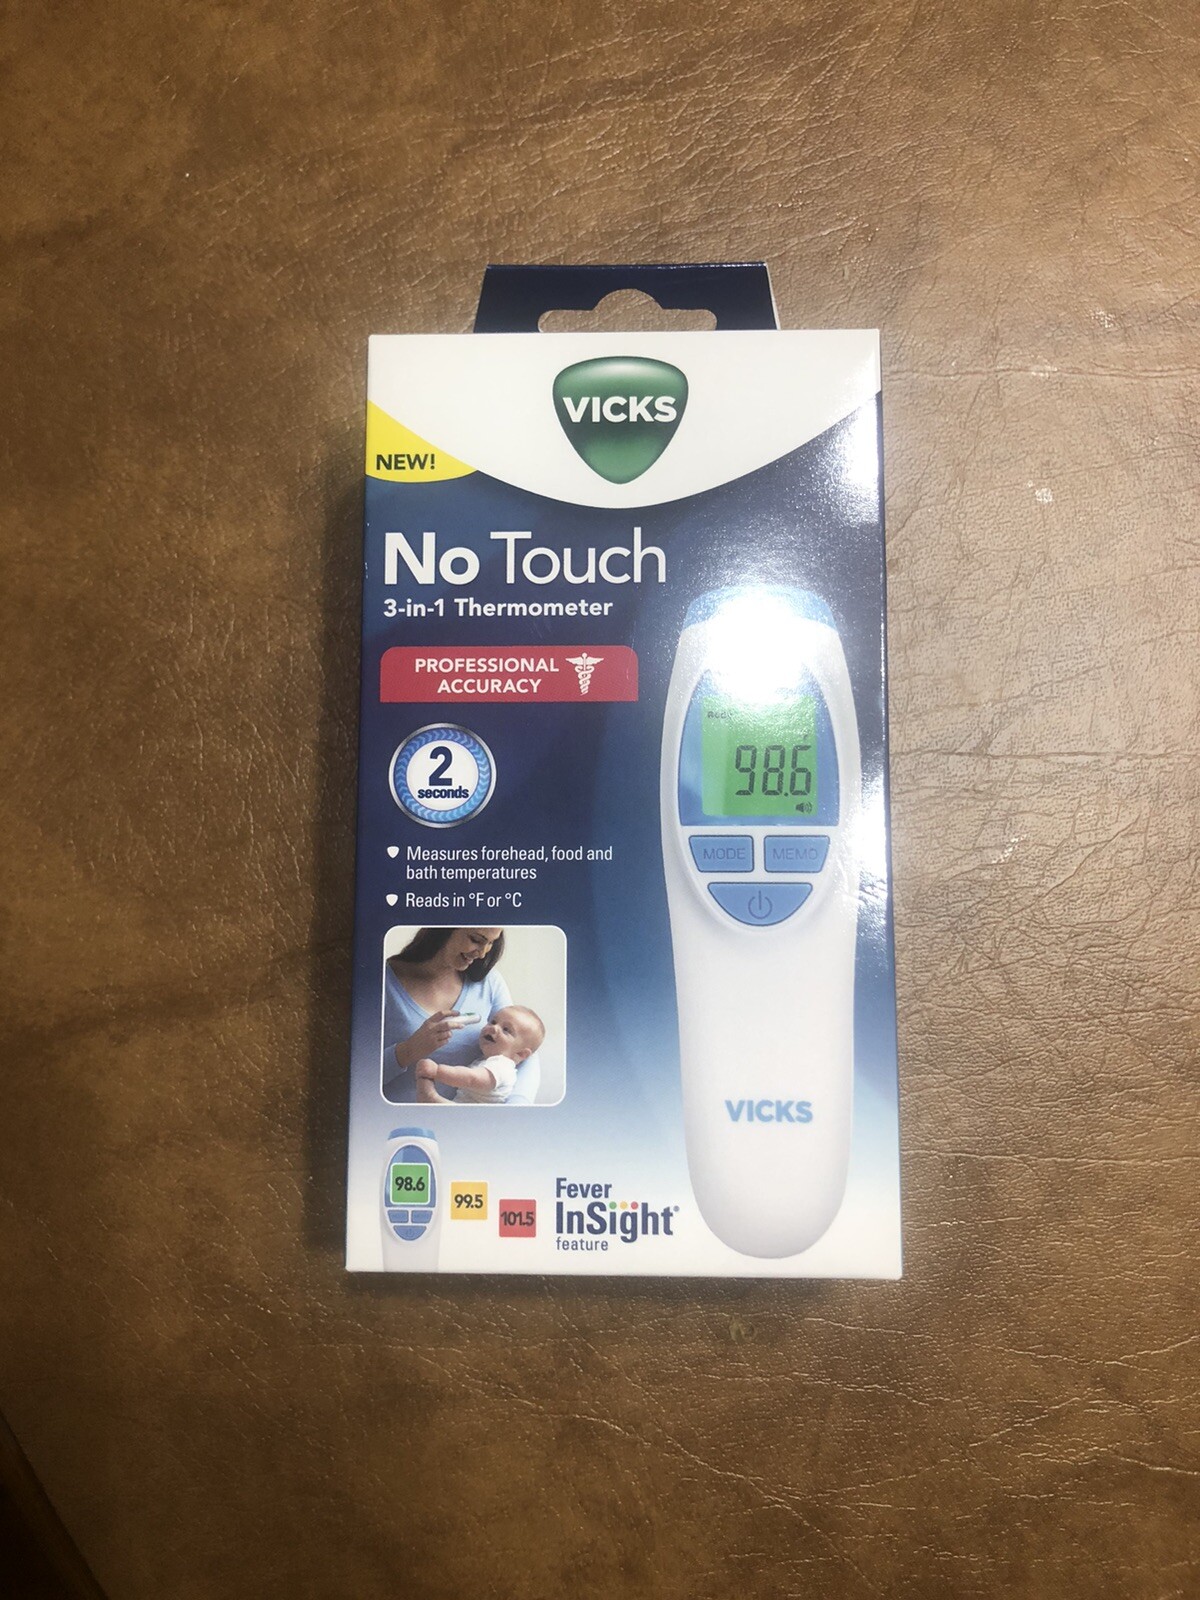 VICKS
NEW!
No Touch
3-in-1 Thermometer
PROFESSIONAL
ACCURACY
2
seconds
Measures forehead, food and
bath temperatures
Reads in °F or °C
98.6
MODE
MEMO
VICKS
98.6
99.5
101.5
Fever
InSight®
feature